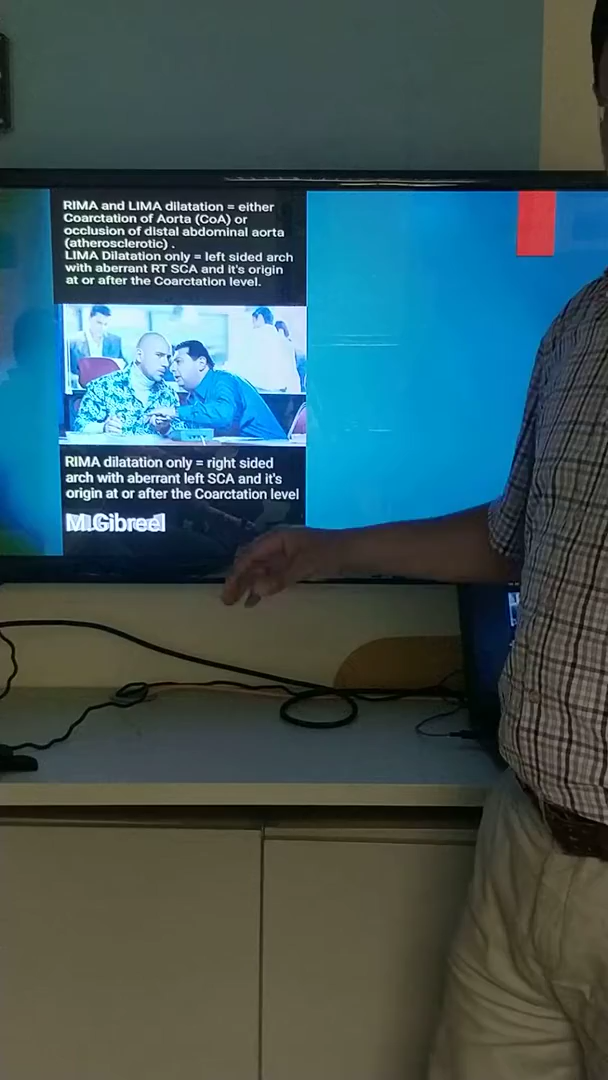 RIMA and LIMA dilatation = either
Coarctation of Aorta (CoA) or
occlusion of distal abdominal aorta
(atherosclerotic) .
LIMA Dilatation only = left sided arch
with aberrant RT SCA and it's origin
at or after the Coarctation level.
RIMA dilatation only = right sided
arch with aberrant left SCA and it's
origin at or after the Coarctation level
M.Gibreel